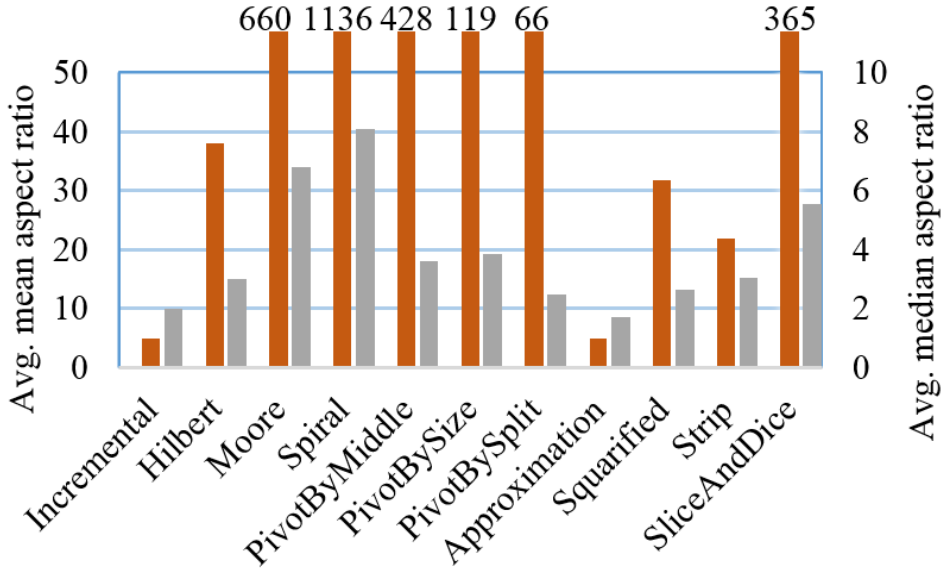 660 1136 428 119 66 365
50 10
40 8
30 6
20 4
10 2
0 0
Avg. mean aspect ratio
Avg. median aspect ratio
Incremental
Hilbert
Moore
Spiral
PivotByMiddle
PivotBySize
PivotBySplit
Approximation
Squarified
Strip
SliceAndDice